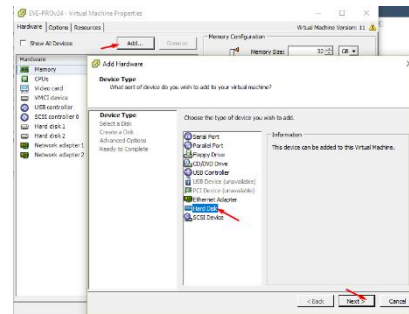 EVE-PROv24 - Virtual Machine Properties
Hardware Options Resources
Virtual Machine Version: 11
Show All Devices
Add...
Remove
Memory Configuration
Memory Size: 32 GB
Hardware
Memory
CPUs
Video card
VMCI device
USB controller
SCSI controller 0
Hard disk 1
Hard disk 2
Network adapter 1
Network adapter 2
Add Hardware
Device Type
What sort of device do you wish to add to your virtual machine?
Device Type
Select a Disk
Create a Disk
Advanced Options
Ready to Complete
Choose the type of device you wish to add.
Serial Port
Parallel Port
Floppy Drive
CD/DVD Drive
USB Controller
USB Device (unavailable)
PCI Device (unavailable)
Ethernet Adapter
Hard Disk
SCSI Device
Information
This device can be added to this Virtual Machine.
< Back
Next >
Cancel